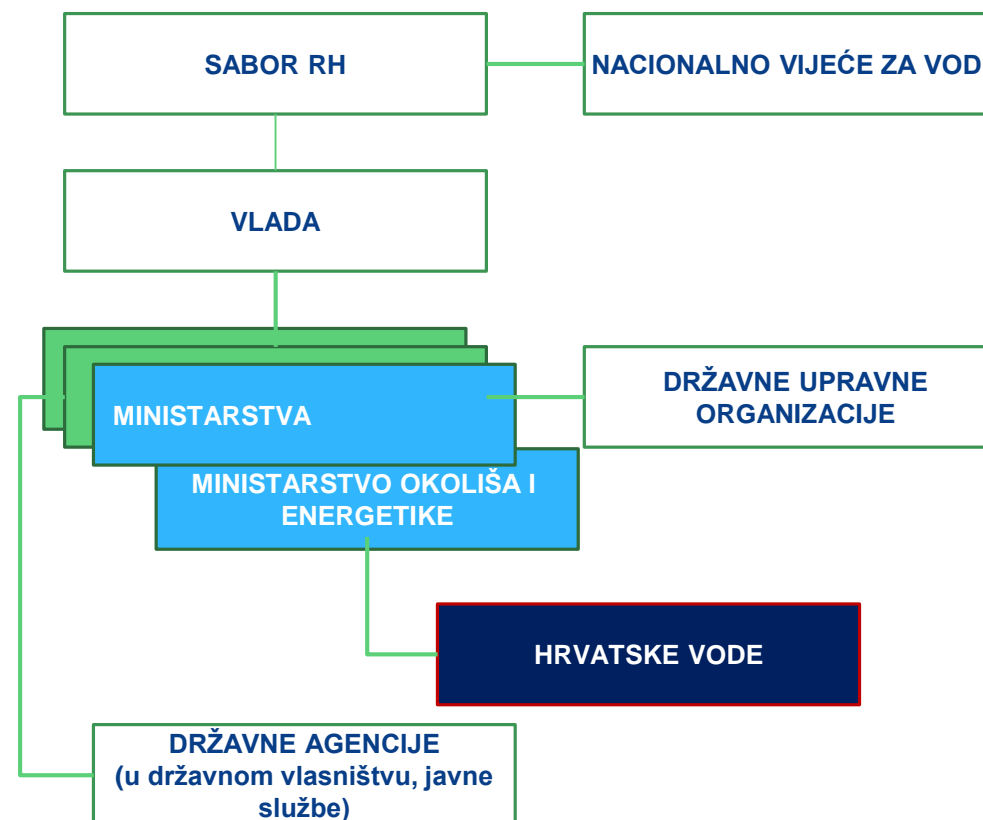 SABOR RH
NACIONALNO VIJEĆE ZA VOD
VLADA
DRŽAVNE UPRAVNE
ORGANIZACIJE
MINISTARSTVA
MINISTARSTVO OKOLIŠA I
ENERGETIKE
HRVATSKE VODE
DRŽAVNE AGENCIJE
(u državnom vlasništvu, javne
službe)